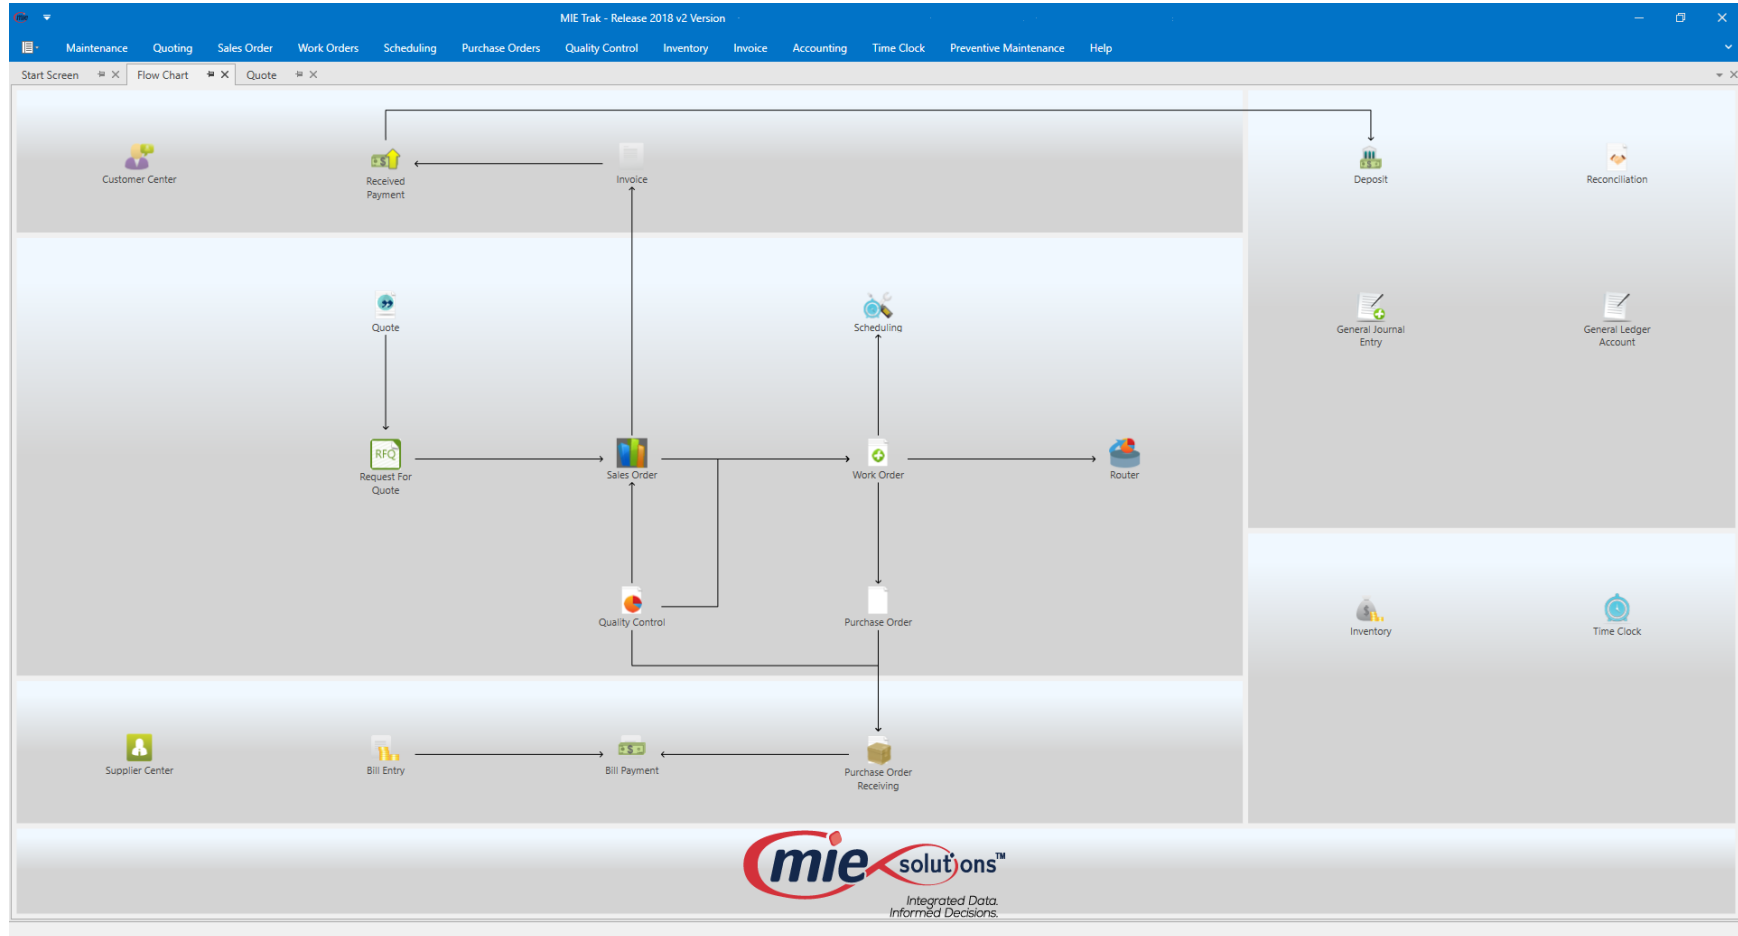 mie
MIE Trak - Release 2018 v2 Version
Maintenance Quoting Sales Order Work Orders Scheduling Purchase Orders Quality Control Inventory Invoice Accounting Time Clock Preventive Maintenance Help
Start Screen Flow Chart Quote
Customer Center
Received
Payment
Invoice
Deposit
Reconciliation
Quote
Scheduling
General Journal
Entry
General Ledger
Account
RFQ
Request For
Quote
Sales Order
Work Order
Router
Quality Control
Purchase Order
Inventory
Time Clock
Supplier Center
Bill Entry
Bill Payment
Purchase Order
Receiving
mie solutions™
Integrated Data.
Informed Decisions.